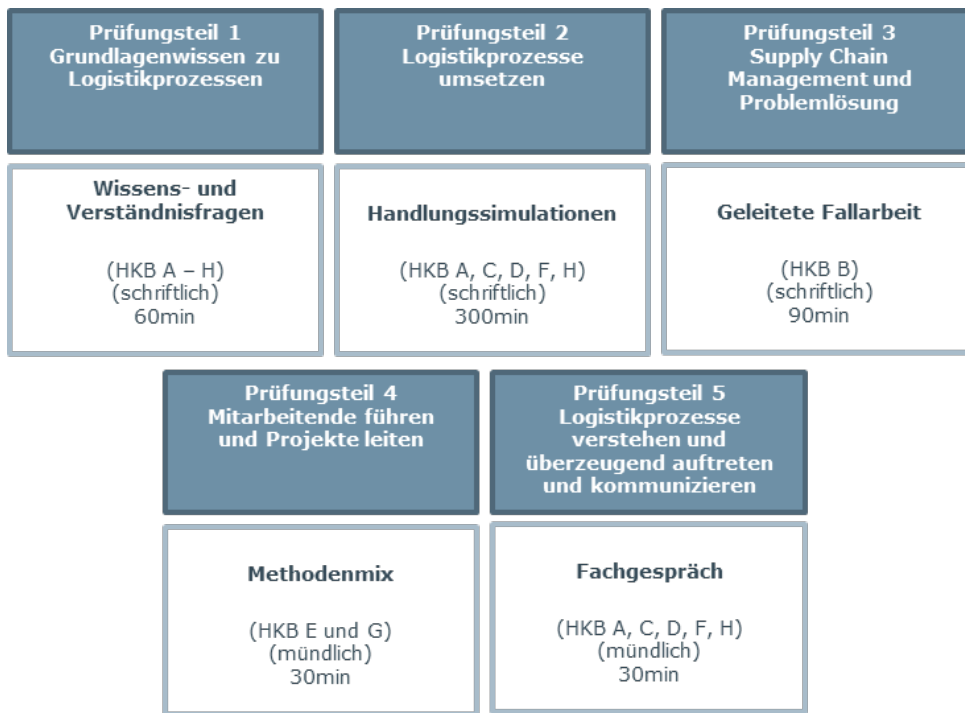 Prüfungsteil 1
Grundlagenwissen zu
Logistikprozessen
Wissens- und
Verständnisfragen
(HKB A – H)
(schriftlich)
60min
Prüfungsteil 2
Logistikprozesse
umsetzen
Handlungssimulationen
(HKB A, C, D, F, H)
(schriftlich)
300min
Prüfungsteil 3
Supply Chain
Management und
Problemlösung
Geleitete Fallarbeit
(HKB B)
(schriftlich)
90min
Prüfungsteil 4
Mitarbeitende führen
und Projekte leiten
Methodenmix
(HKB E und G)
(mündlich)
30min
Prüfungsteil 5
Logistikprozesse
verstehen und
überzeugend auftreten
und kommunizieren
Fachgespräch
(HKB A, C, D, F, H)
(mündlich)
30min